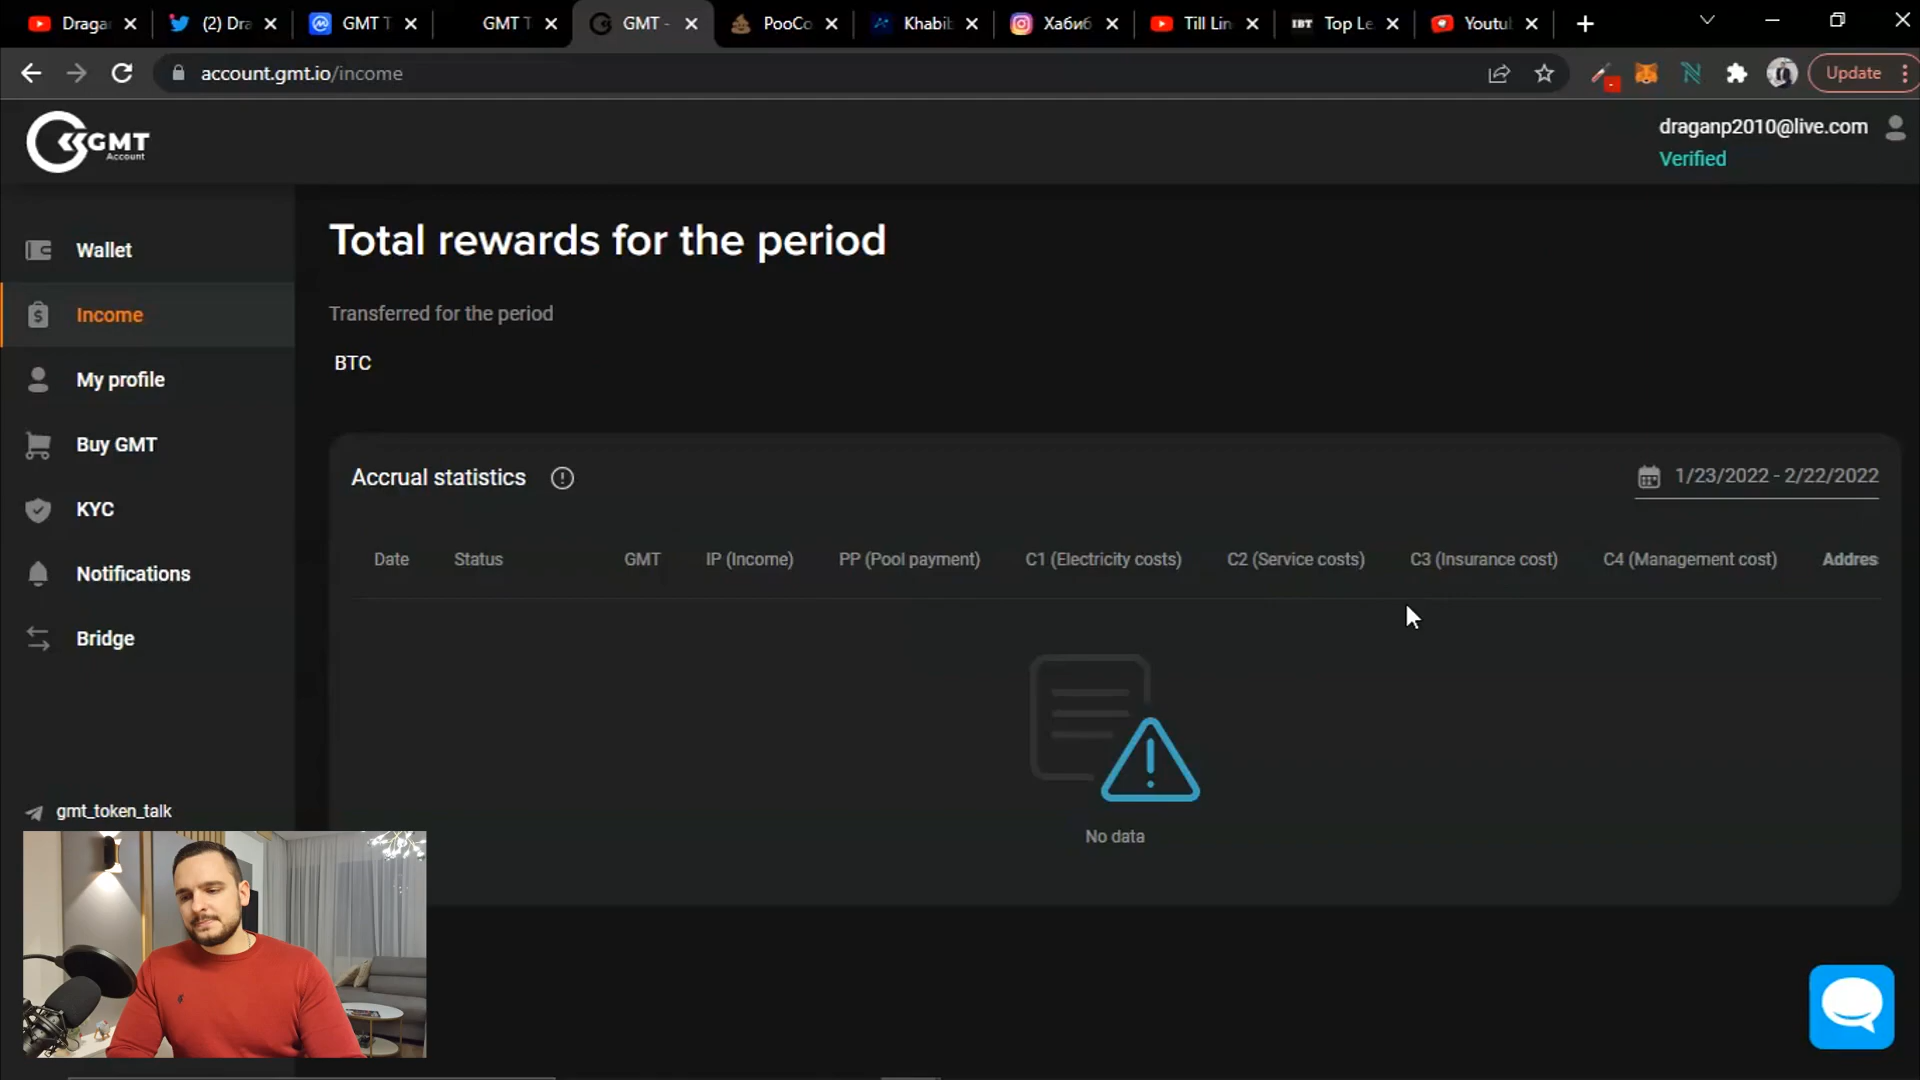 Draga
(2) Dra
GMT T
GMT T
GMT -
PooCo
Khabib
Хабиб
Till Lin
IBT Top Le
Youtu
account.gmt.io/income
Update
GMT
Account
draganp2010@live.com
Verified
Wallet
Income
My profile
Buy GMT
KYC
Notifications
Bridge
gmt_token_talk
Total rewards for the period
Transferred for the period
BTC
Accrual statistics
1/23/2022 - 2/22/2022
Date Status GMT IP (Income) PP (Pool payment) C1 (Electricity costs) C2 (Service costs) C3 (Insurance cost) C4 (Management cost) Addres
No data